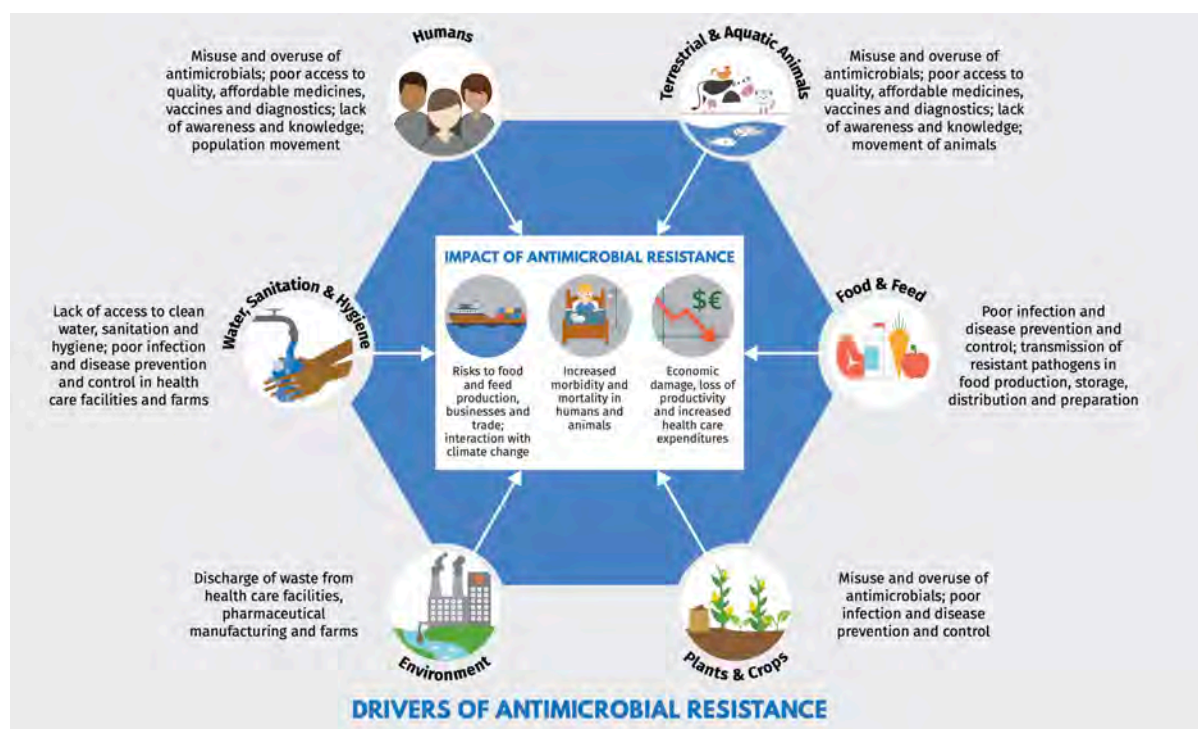 Humans
Misuse and overuse of
antimicrobials; poor access to
quality, affordable medicines,
vaccines and diagnostics; lack
of awareness and knowledge;
population movement
Terrestrial & Aquatic Animals
Misuse and overuse of
antimicrobials; poor access to
quality, affordable medicines,
vaccines and diagnostics; lack
of awareness and knowledge;
movement of animals
Water, Sanitation & Hygiene
Lack of access to clean
water, sanitation and
hygiene; poor infection
and disease prevention
and control in health
care facilities and farms
IMPACT OF ANTIMICROBIAL RESISTANCE
$€
Risks to food
and feed
production,
businesses and
trade;
interaction with
climate change
Increased
morbidity and
mortality in
humans and
animals
Economic
damage, loss of
productivity
and increased
health care
expenditures
Food & Feed
Poor infection and
disease prevention and
control; transmission of
resistant pathogens in
food production, storage,
distribution and preparation
Discharge of waste from
health care facilities,
pharmaceutical
manufacturing and farms
Environment
Misuse and overuse of
antimicrobials; poor
infection and disease
prevention and control
Plants & Crops
DRIVERS OF ANTIMICROBIAL RESISTANCE